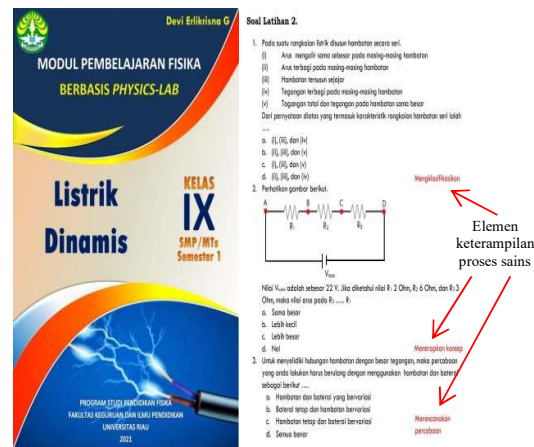 Devi Erlikrisna G
MODUL PEMBELAJARAN FISIKA
BERBASIS PHYSICS-LAB
Listrik
Dinamis
KELAS
IX
SMP/MTs
Semester 1
PROGRAM STUDI PENDIDIKAN FISIKA
FAKULTAS KEGURUAN DAN ILMU PENDIDIKAN
UNIVERSITAS RIAU
2021
Soal Latihan 2.
1. Pada suatu rangkaian listrik disusun hambatan secara seri.
(i) Arus mengalir sama sebesar pada masing-masing hambatan
(ii) Arus terbagi pada masing-masing hambatan
(iii) Hambatan tersusun sejajar
(iv) Tegangan terbagi pada masing-masing hambatan
(v) Tegangan total dan tegangan pada hambatan sama besar
Dari pernyataan diatas yang termasuk karakteristik rangkaian hambatan seri ialah
....
a. (i), (iii), dan (iv)
b. (ii), (iii), dan (v)
c. (i), (iii), dan (v)
d. (ii), (iii), dan (iv)
Mengklasifikasikan
2. Perhatikan gambar berikut.
A B C D
R₁ R₂ R₃
Vtotal
Nilai Vtotal adalah sebesar 22 V. Jika diketahui nilai R₁ 2 Ohm, R₂ 6 Ohm, dan R₃ 3
Ohm, maka nilai arus pada R₂ ..... R₁
a. Sama besar
b. Lebih kecil
c. Lebih besar
d. Nol
Menerapkan konsep
3. Untuk menyelidiki hubungan hambatan dengan besar tegangan, maka percobaan
yang anda lakukan harus berulang dengan menggunakan hambatan dan baterai
sebagai berikut ....
a. Hambatan dan baterai yang bervariasi
b. Baterai tetap dan hambatan bervariasi
c. Hambatan tetap dan baterai bervariasi
d. Semua benar
Merencanakan
percobaan
Elemen
keterampilan
proses sains